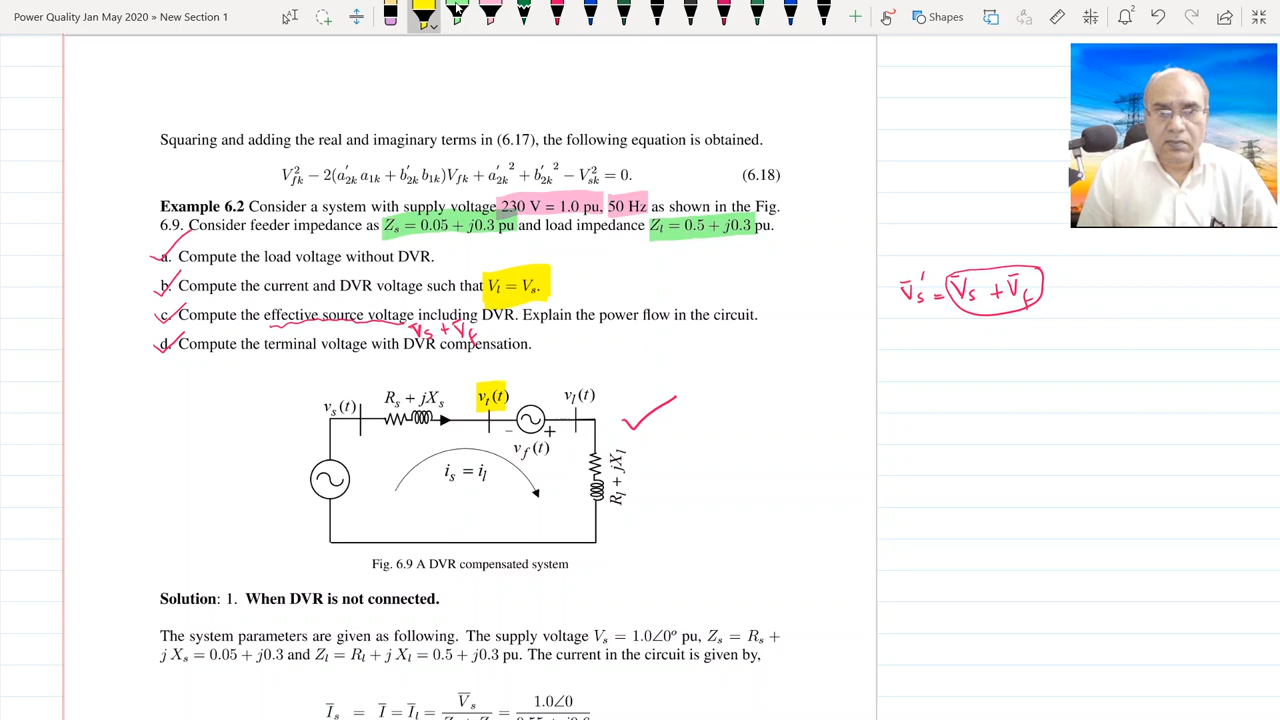 Power Quality Jan May 2020 » New Section 1
Shapes
Squaring and adding the real and imaginary terms in (6.17), the following equation is obtained.
V²fk − 2(a′2k a1k + b′2k b1k)Vfk + a′2k² + b′2k² − V²sk = 0. (6.18)
Example 6.2 Consider a system with supply voltage 230 V = 1.0 pu, 50 Hz as shown in the Fig.
6.9. Consider feeder impedance as Zs = 0.05 + j0.3 pu and load impedance Zl = 0.5 + j0.3 pu.
a. Compute the load voltage without DVR.
b. Compute the current and DVR voltage such that Vl = Vs.
V̄s′ = V̄s + V̄f
c. Compute the effective source voltage including DVR. Explain the power flow in the circuit.
V̄s + V̄f
d. Compute the terminal voltage with DVR compensation.
vs(t) Rs + jXs vt(t) vl(t)
− +
vf(t)
is = il
Rl + jXl
Fig. 6.9 A DVR compensated system
Solution: 1. When DVR is not connected.
The system parameters are given as following. The supply voltage Vs = 1.0∠0° pu, Zs = Rs +
j Xs = 0.05 + j0.3 and Zl = Rl + j Xl = 0.5 + j0.3 pu. The current in the circuit is given by,
Īs = Ī = Īl = V̄s = 1.0∠0